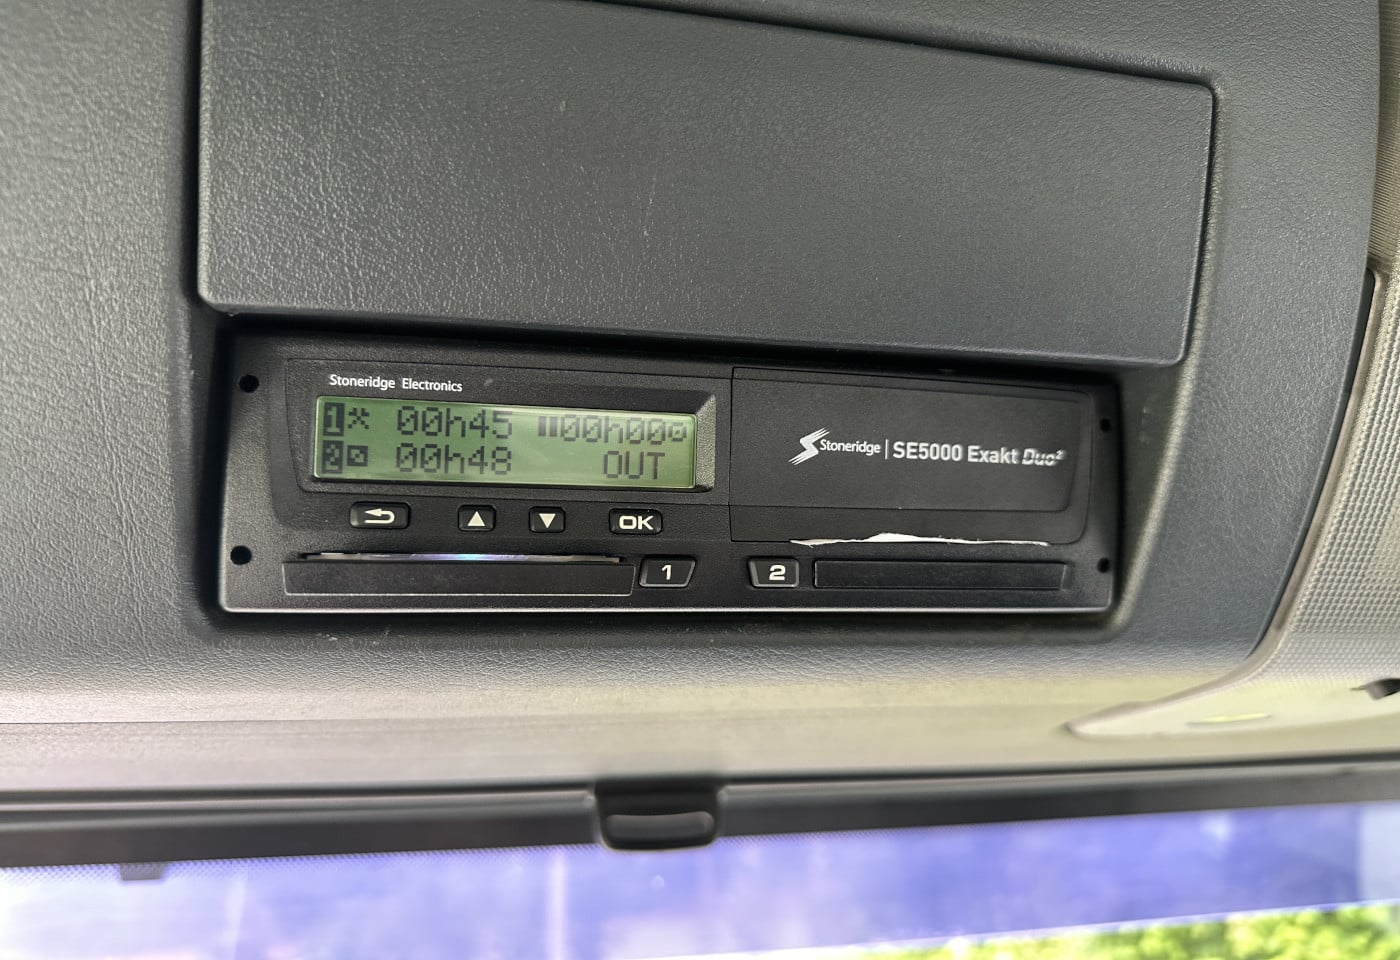 Stoneridge Electronics
1 00h45 00h00
2 00h48 OUT
Stoneridge | SE5000 Exakt Duo²
OK
1
2